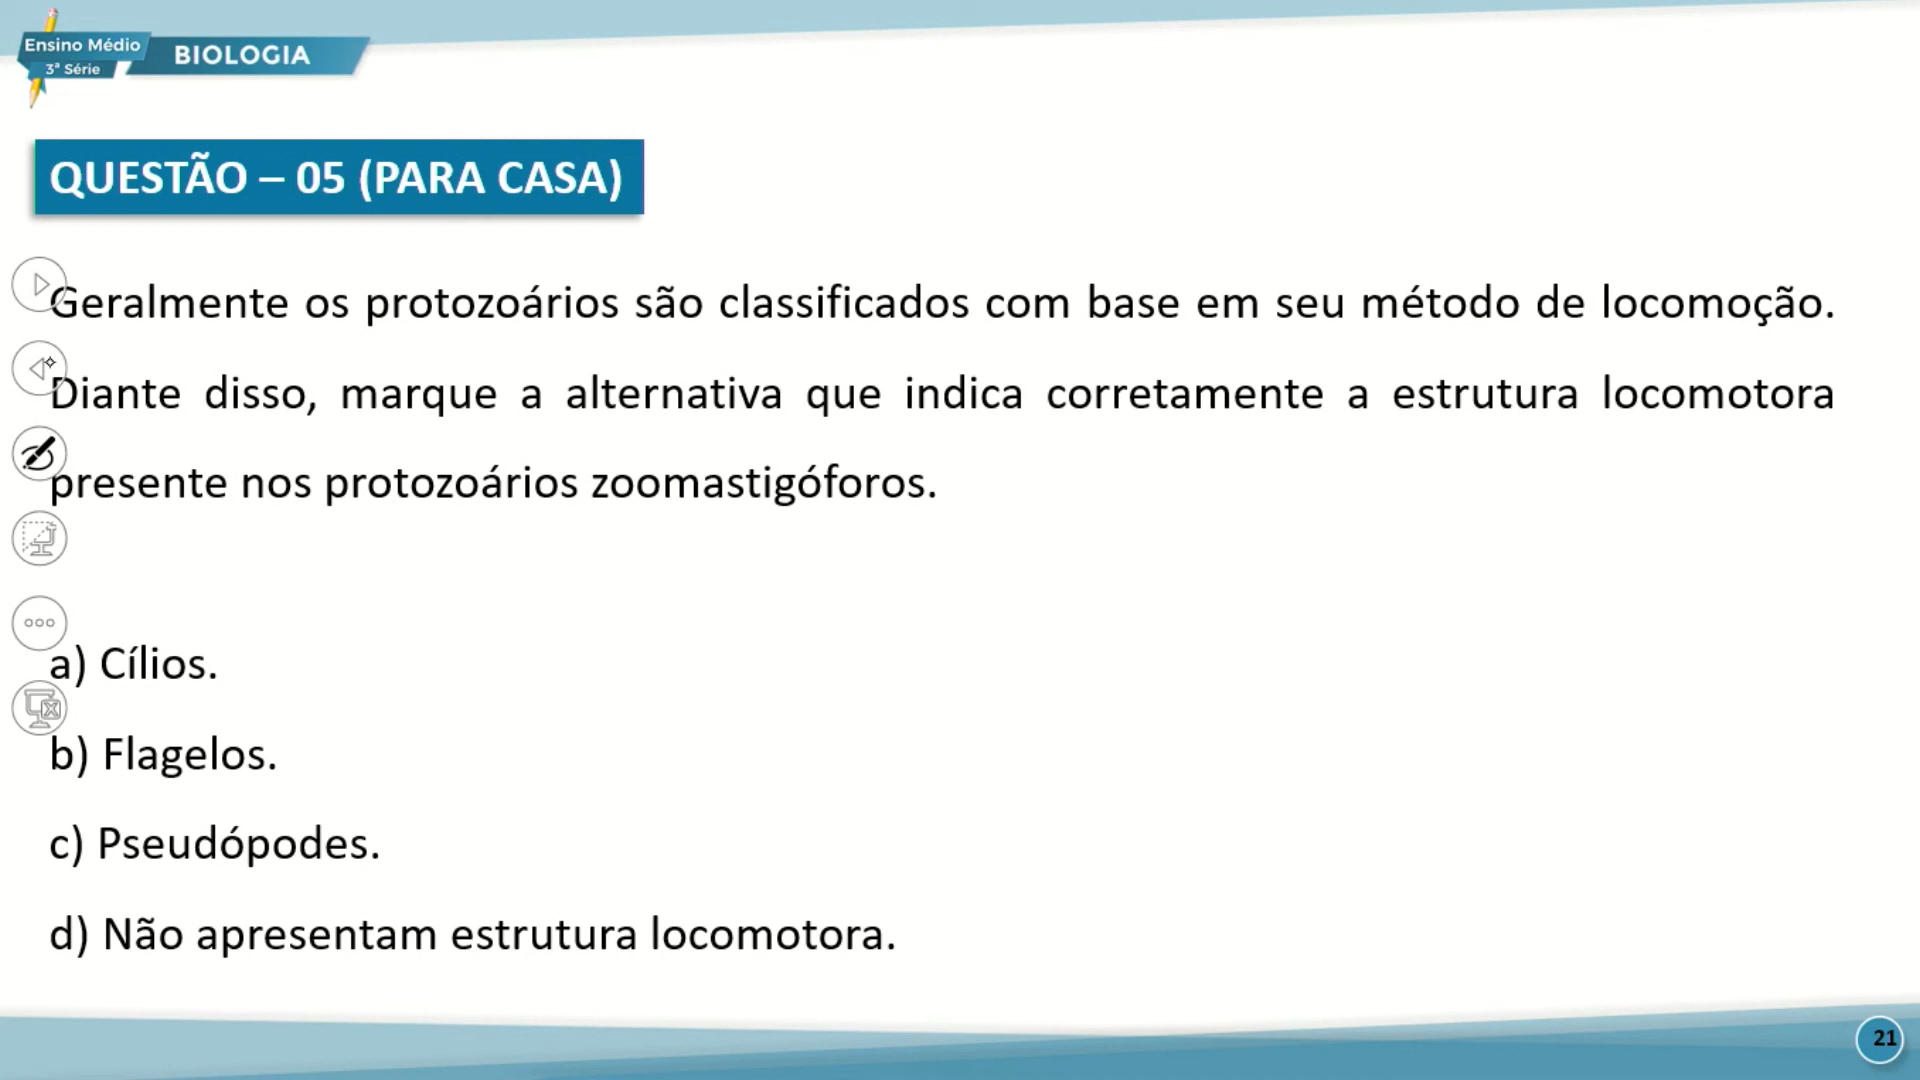 Ensino Médio
3ª Série
BIOLOGIA
QUESTÃO – 05 (PARA CASA)
Geralmente os protozoários são classificados com base em seu método de locomoção.
Diante disso, marque a alternativa que indica corretamente a estrutura locomotora
presente nos protozoários zoomastigóforos.
a) Cílios.
b) Flagelos.
c) Pseudópodes.
d) Não apresentam estrutura locomotora.
21